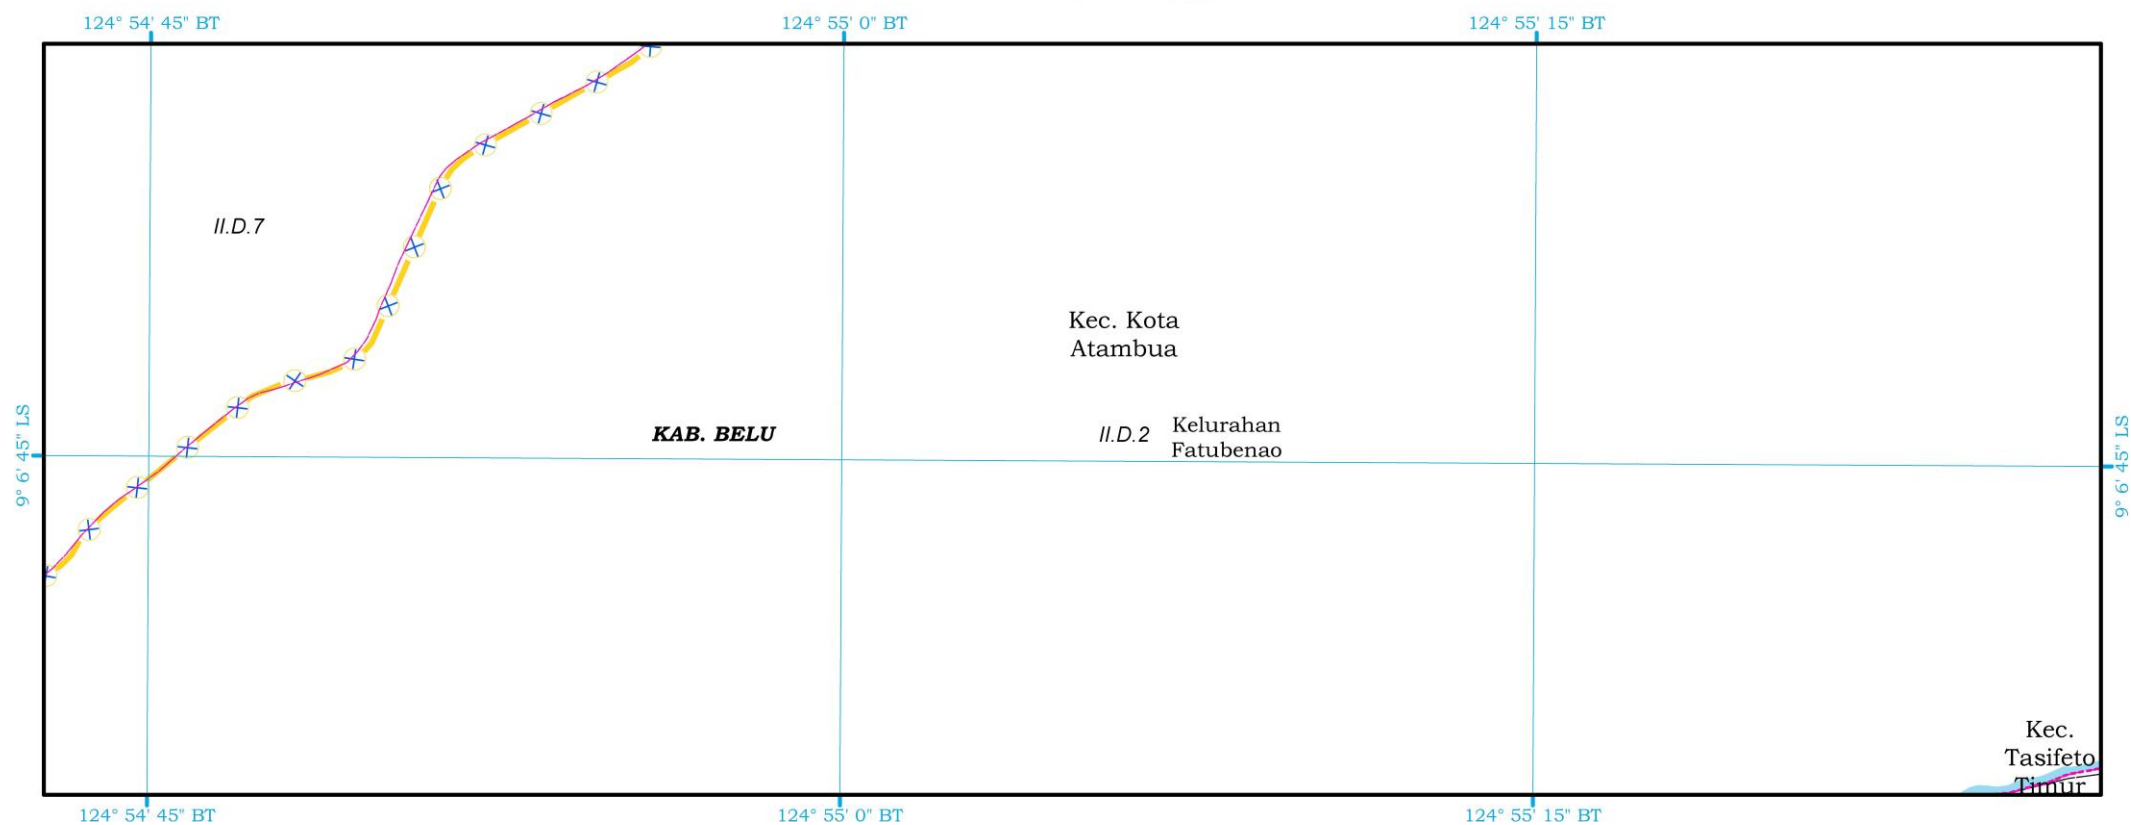 124° 54' 45" BT
124° 55' 0" BT
124° 55' 15" BT
II.D.7
Kec. Kota
Atambua
KAB. BELU
II.D.2
Kelurahan
Fatubenao
9° 6' 45" LS
9° 6' 45" LS
Kec.
Tasifeto
Timur
124° 54' 45" BT
124° 55' 0" BT
124° 55' 15" BT